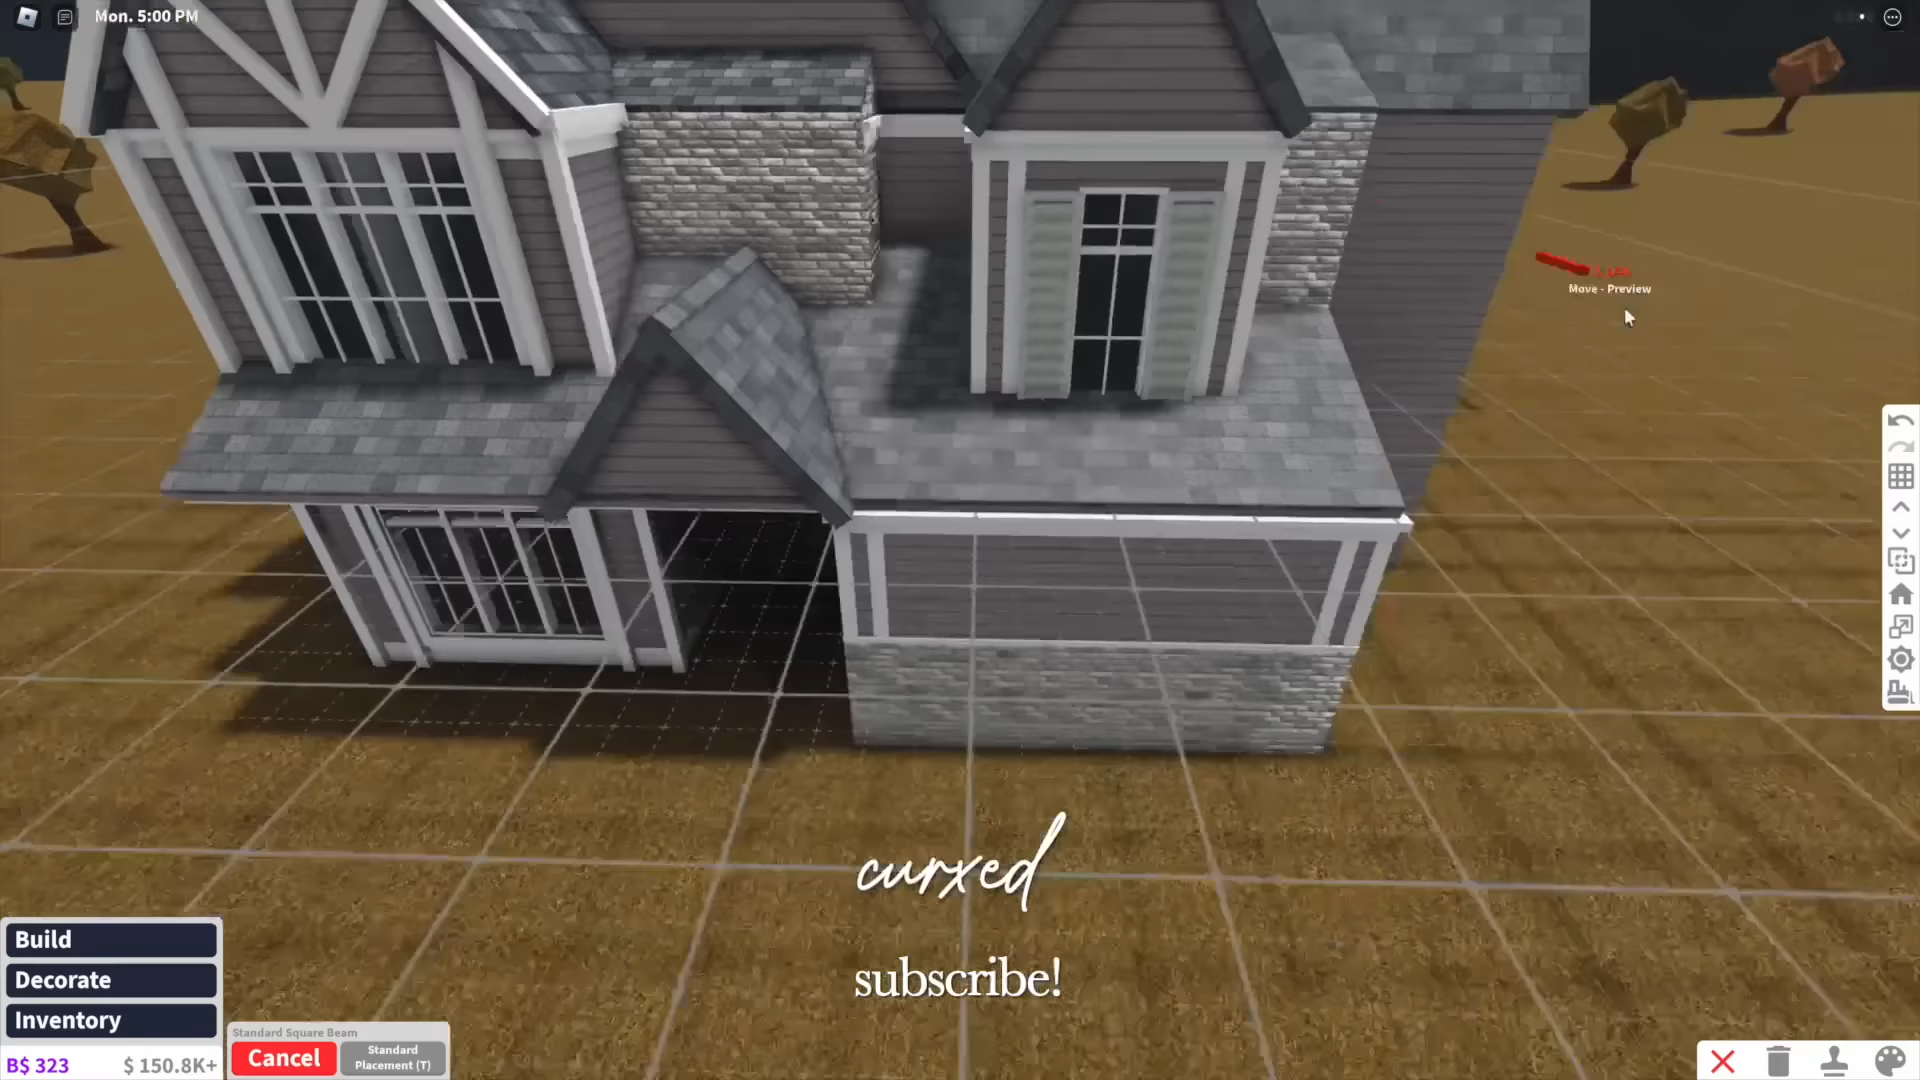 Mon. 5:00 PM
Move - Preview
curxed
subscribe!
Build
Decorate
Inventory
B$ 323
$ 150.8K+
Standard Square Beam
Cancel
Standard
Placement (T)